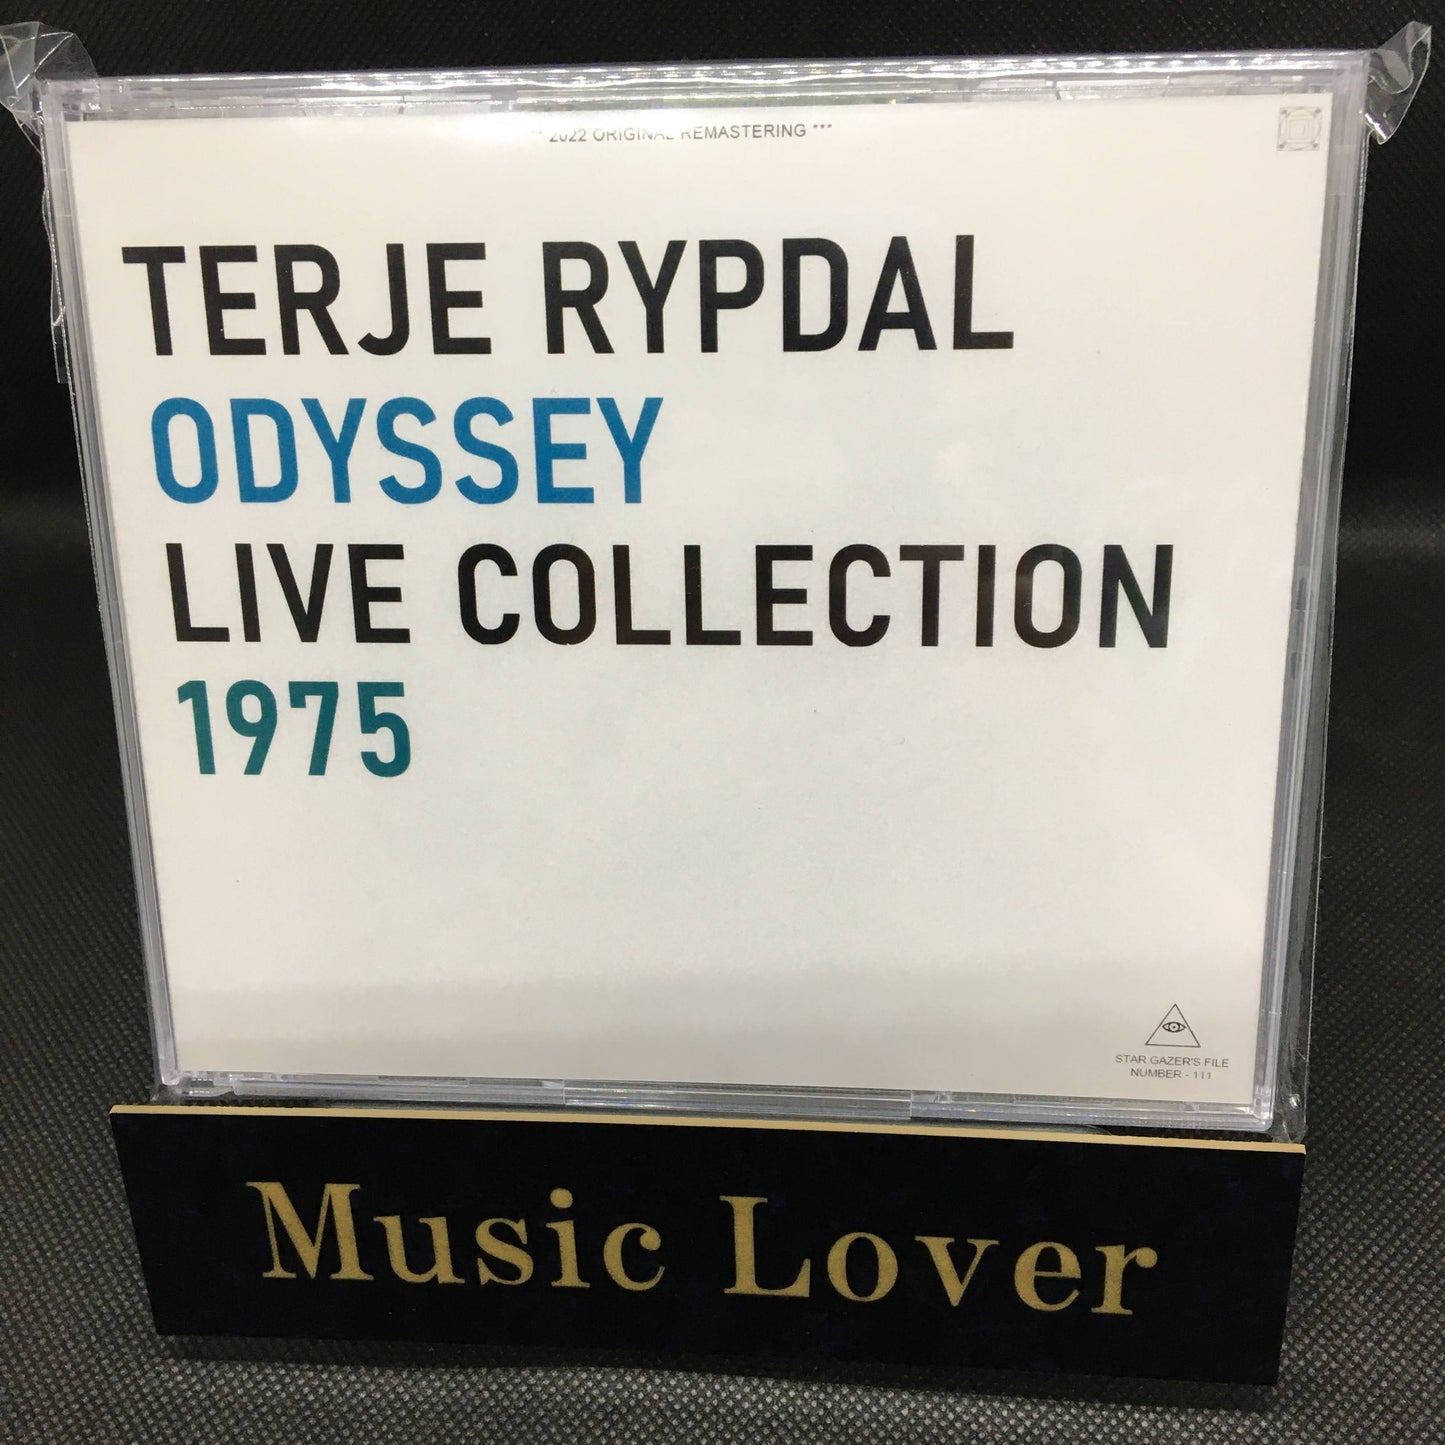 2022 ORIGINAL REMASTERING ***
TERJE RYPDAL
ODYSSEY
LIVE COLLECTION
1975
STAR GAZER'S FILE
NUMBER - 111
Music Lover